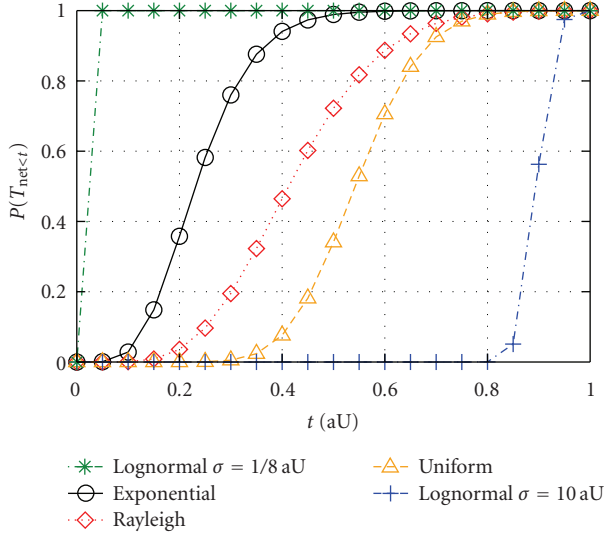 1
0.8
0.6
0.4
0.2
0
P(T_net<t)
0 0.2 0.4 0.6 0.8 1
t (aU)
Lognormal σ = 1/8 aU
Exponential
Rayleigh
Uniform
Lognormal σ = 10 aU